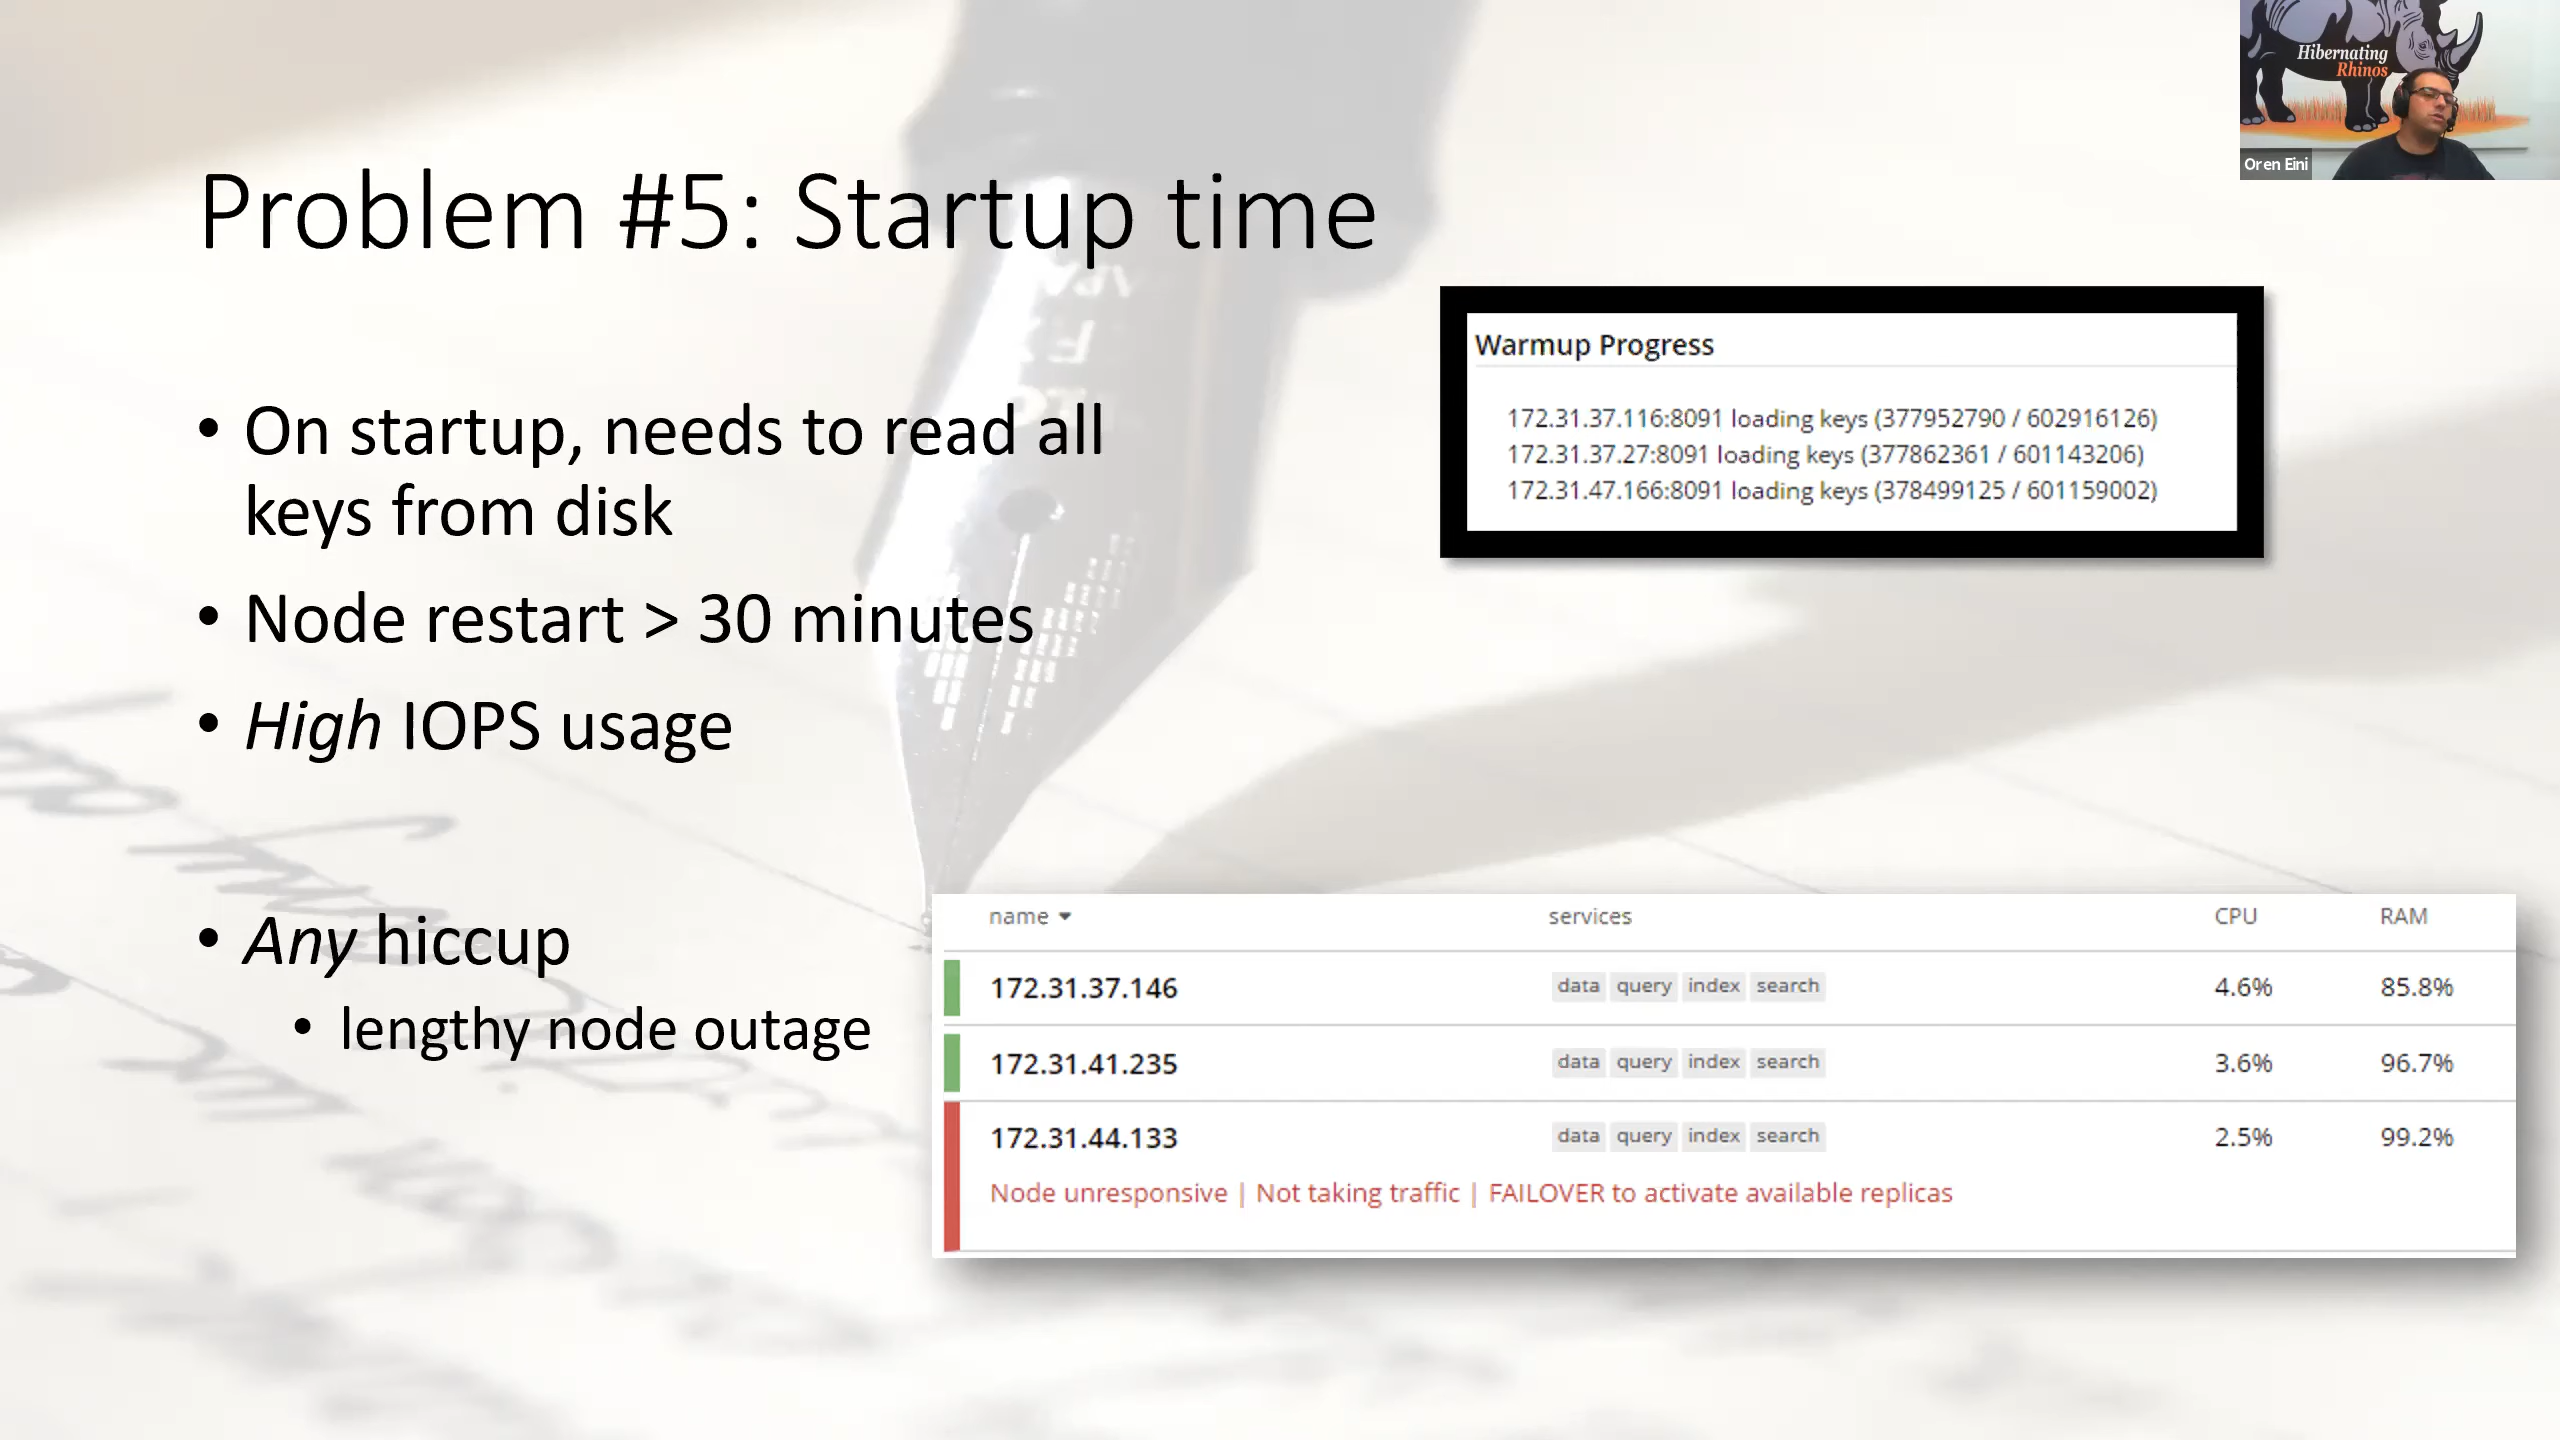 Hibernating
Rhinos
Oren Eini
Problem #5: Startup time
• On startup, needs to read all
keys from disk
• Node restart > 30 minutes
• High IOPS usage
• Any hiccup
• lengthy node outage
Warmup Progress
172.31.37.116:8091 loading keys (377952790 / 602916126)
172.31.37.27:8091 loading keys (377862361 / 601143206)
172.31.47.166:8091 loading keys (378499125 / 601159002)
name services CPU RAM
172.31.37.146 data query index search 4.6% 85.8%
172.31.41.235 data query index search 3.6% 96.7%
172.31.44.133 data query index search 2.5% 99.2%
Node unresponsive | Not taking traffic | FAILOVER to activate available replicas